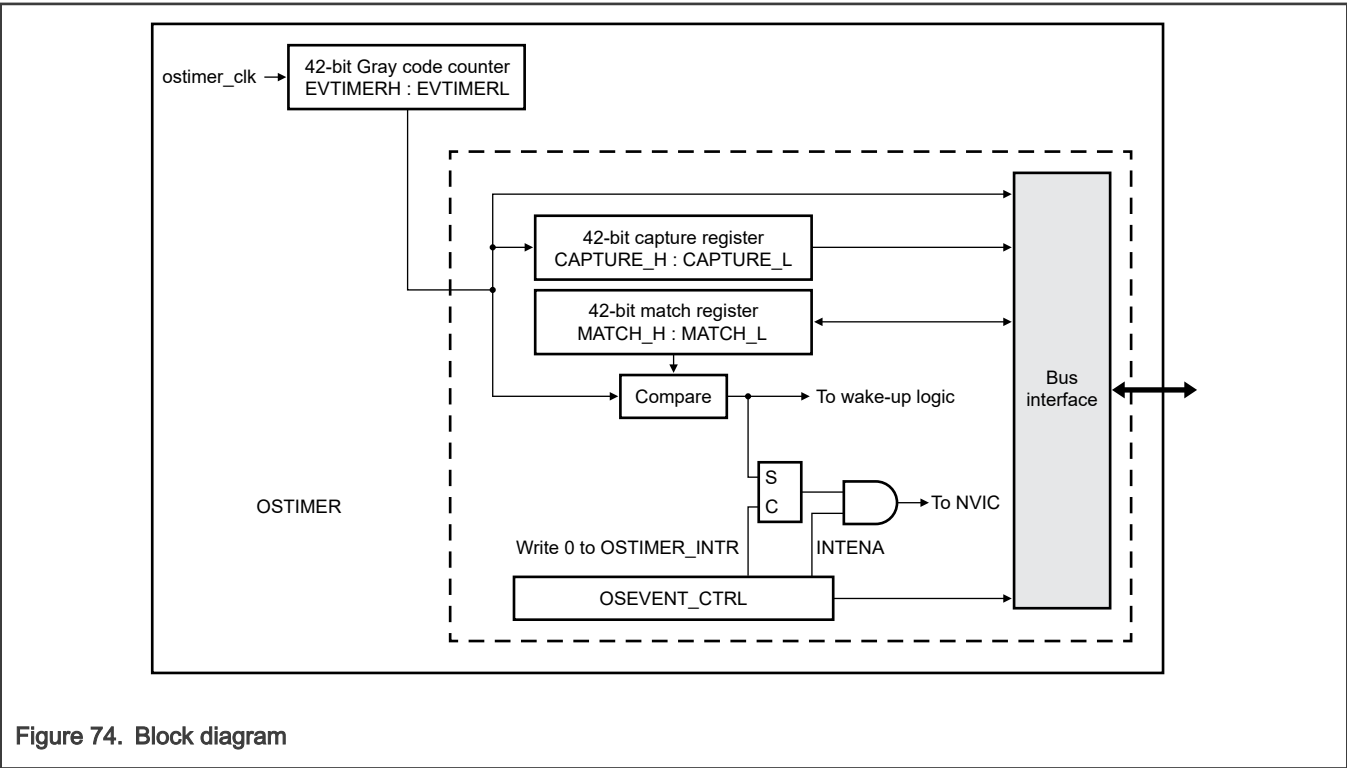 ostimer_clk
42-bit Gray code counter
EVTIMERH : EVTIMERL
42-bit capture register
CAPTURE_H : CAPTURE_L
42-bit match register
MATCH_H : MATCH_L
Compare
To wake-up logic
Bus
interface
S
C
To NVIC
OSTIMER
Write 0 to OSTIMER_INTR
INTENA
OSEVENT_CTRL
Figure 74. Block diagram